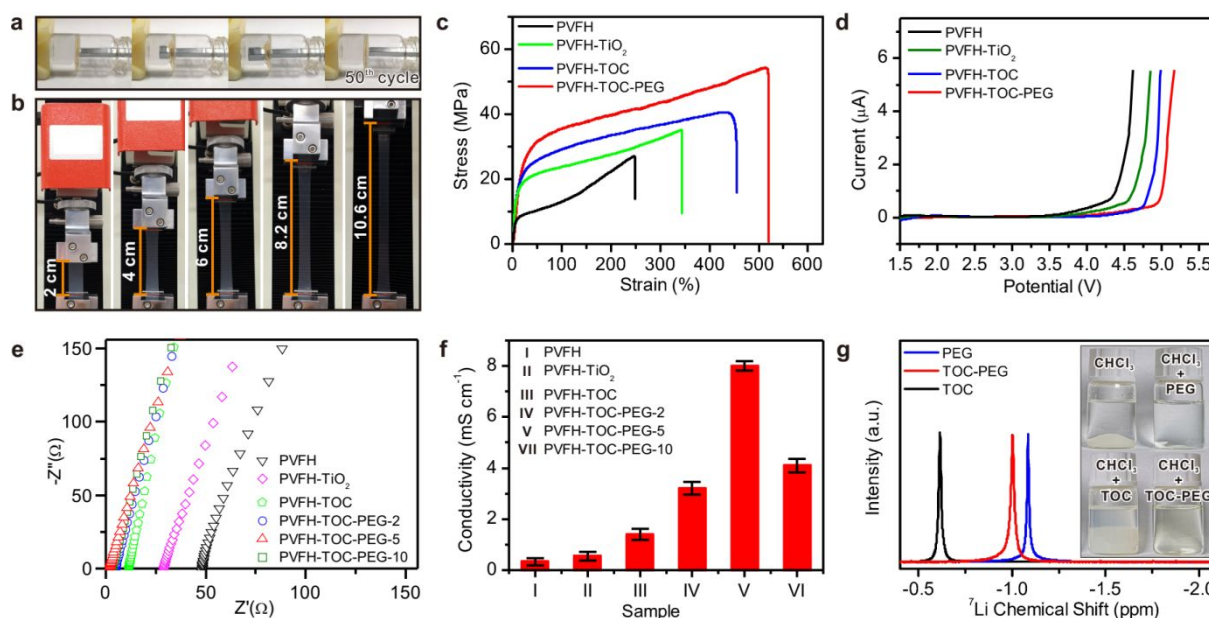 a
50th cycle
b
2 cm
4 cm
6 cm
8.2 cm
10.6 cm
c
PVFH
PVFH-TiO2
PVFH-TOC
PVFH-TOC-PEG
Stress (MPa)
60
40
20
0
0 100 200 300 400 500 600
Strain (%)
d
PVFH
PVFH-TiO2
PVFH-TOC
PVFH-TOC-PEG
Current (μA)
6
4
2
0
1.5 2.0 2.5 3.0 3.5 4.0 4.5 5.0 5.5
Potential (V)
e
-Z''(Ω)
150
100
50
0
PVFH
PVFH-TiO2
PVFH-TOC
PVFH-TOC-PEG-2
PVFH-TOC-PEG-5
PVFH-TOC-PEG-10
0 50 100 150
Z'(Ω)
f
I PVFH
II PVFH-TiO2
III PVFH-TOC
IV PVFH-TOC-PEG-2
V PVFH-TOC-PEG-5
VII PVFH-TOC-PEG-10
Conductivity (mS cm-1)
8
6
4
2
0
I II III IV V VI
Sample
g
PEG
TOC-PEG
TOC
CHCl3
CHCl3
+
PEG
CHCl3
+
TOC
CHCl3
+
TOC-PEG
Intensity (a.u.)
-0.5 -1.0 -1.5 -2.0
7Li Chemical Shift (ppm)